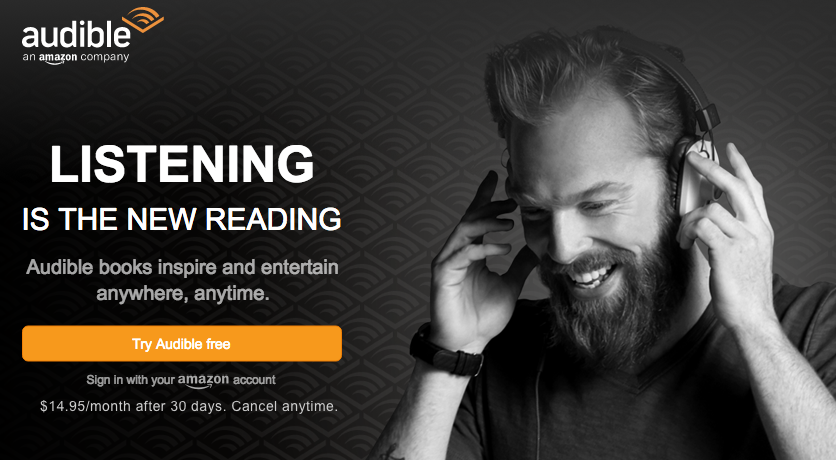 audible
an amazon company
LISTENING
IS THE NEW READING
Audible books inspire and entertain
anywhere, anytime.
Try Audible free
Sign in with your amazon account
$14.95/month after 30 days. Cancel anytime.